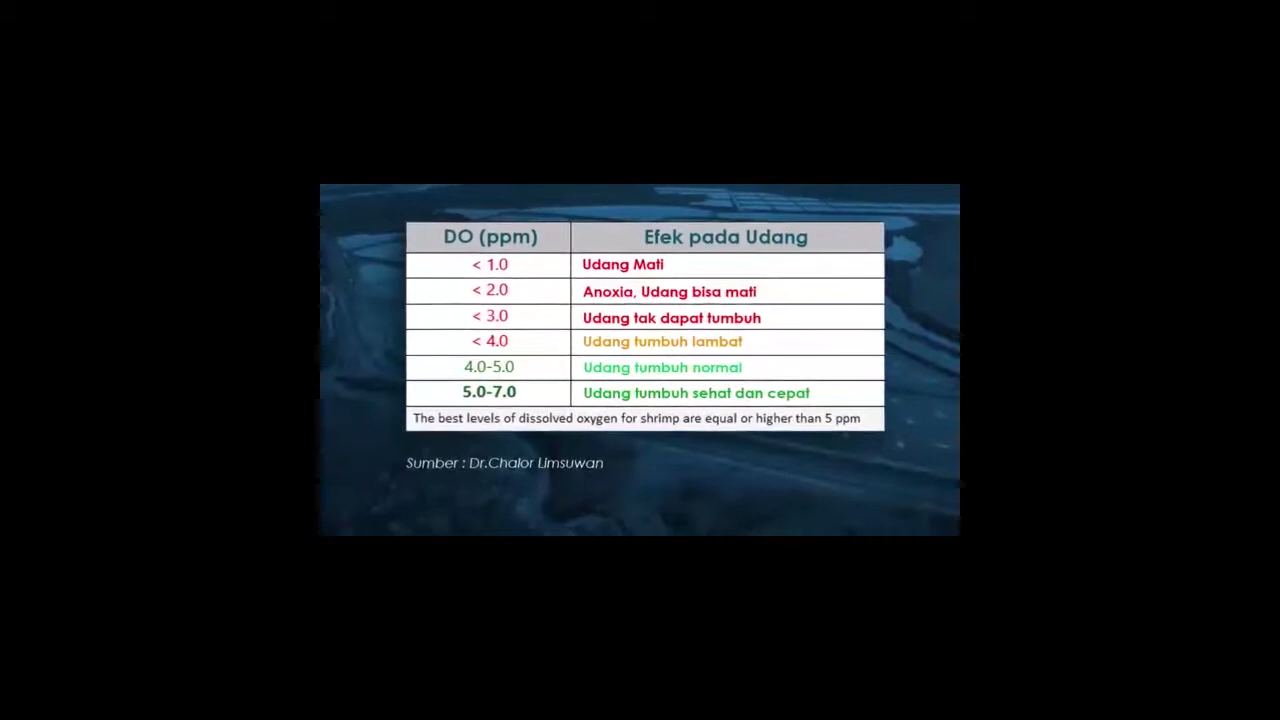 DO (ppm) Efek pada Udang
< 1.0 Udang Mati
< 2.0 Anoxia, Udang bisa mati
< 3.0 Udang tak dapat tumbuh
< 4.0 Udang tumbuh lambat
4.0-5.0 Udang tumbuh normal
5.0-7.0 Udang tumbuh sehat dan cepat
The best levels of dissolved oxygen for shrimp are equal or higher than 5 ppm
Sumber : Dr.Chalor Limsuwan